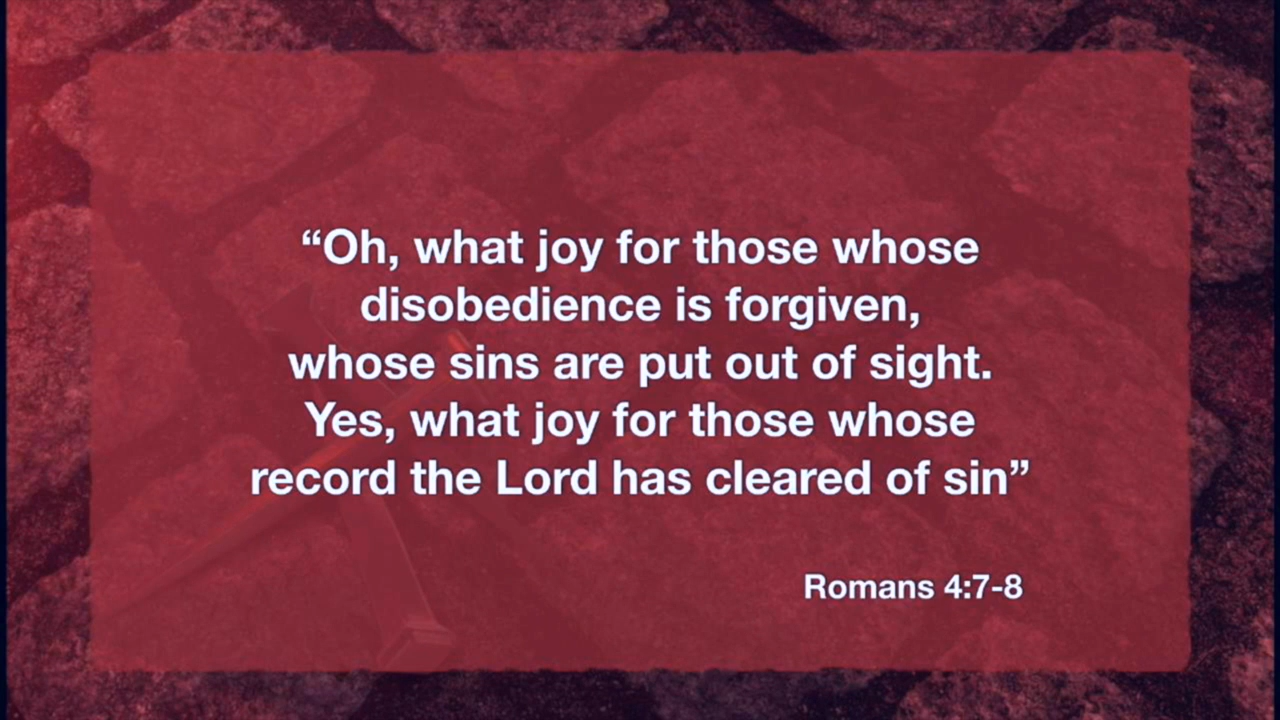 “Oh, what joy for those whose
disobedience is forgiven,
whose sins are put out of sight.
Yes, what joy for those whose
record the Lord has cleared of sin”
Romans 4:7-8